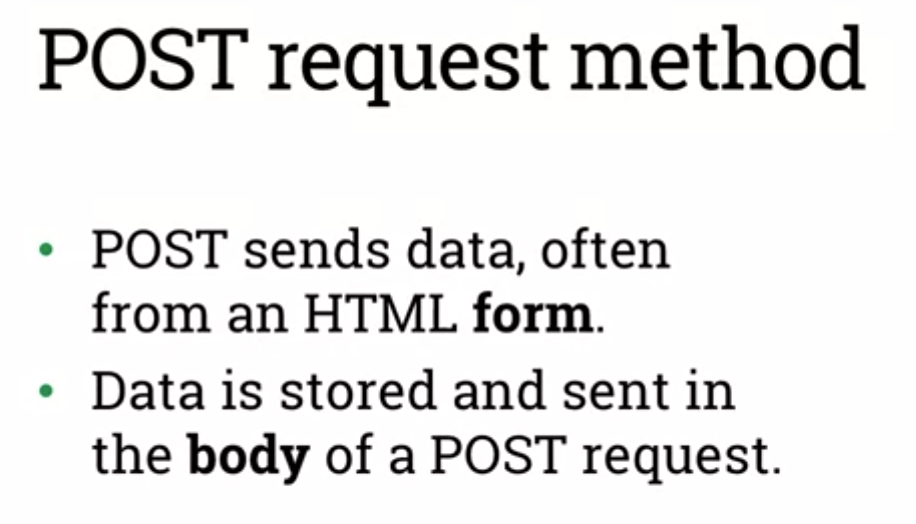 POST request method
• POST sends data, often
from an HTML form.
• Data is stored and sent in
the body of a POST request.